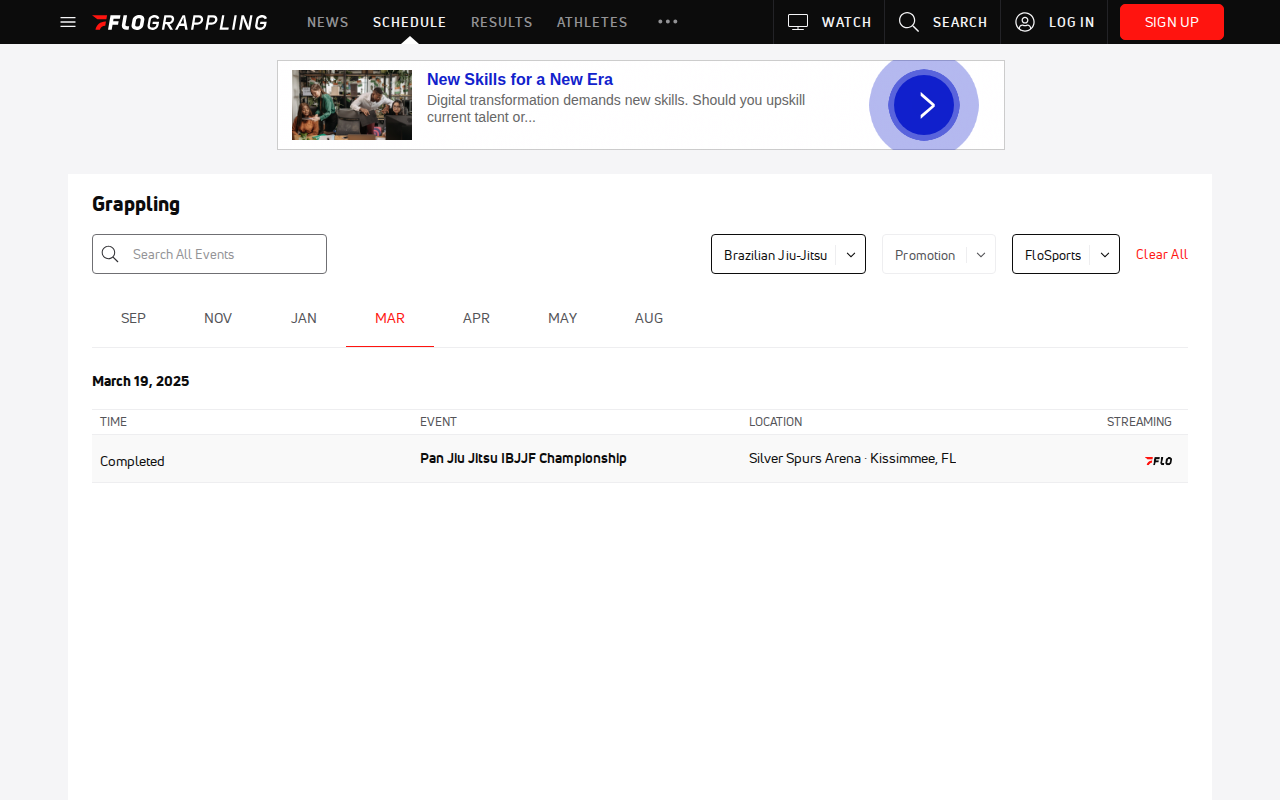 FLOGRAPPLING
NEWS
SCHEDULE
RESULTS
ATHLETES
WATCH
SEARCH
LOG IN
SIGN UP
New Skills for a New Era
Digital transformation demands new skills. Should you upskill
current talent or...
Grappling
Search All Events
Brazilian Jiu-Jitsu
Promotion
FloSports
Clear All
SEP
NOV
JAN
MAR
APR
MAY
AUG
March 19, 2025
TIME
EVENT
LOCATION
STREAMING
Completed
Pan Jiu Jitsu IBJJF Championship
Silver Spurs Arena · Kissimmee, FL
FLO